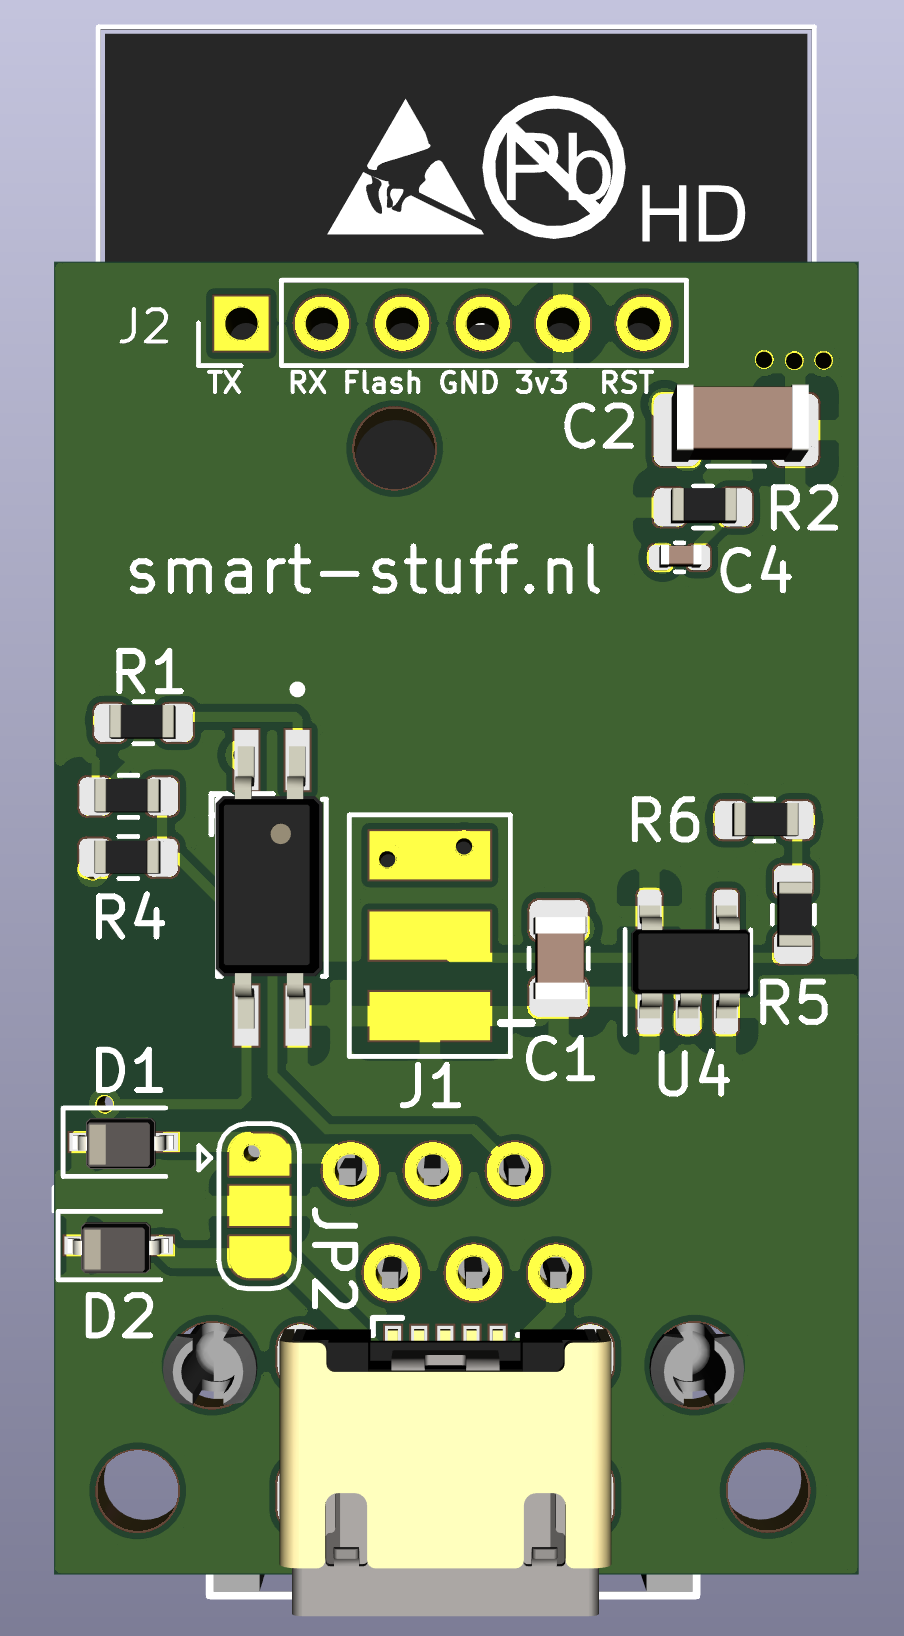 Pb
HD
J2
TX RX Flash GND 3v3 RST
C2
R2
smart-stuff.nl
C4
R1
R6
R4
R5
C1
U4
D1
J1
JP2
D2